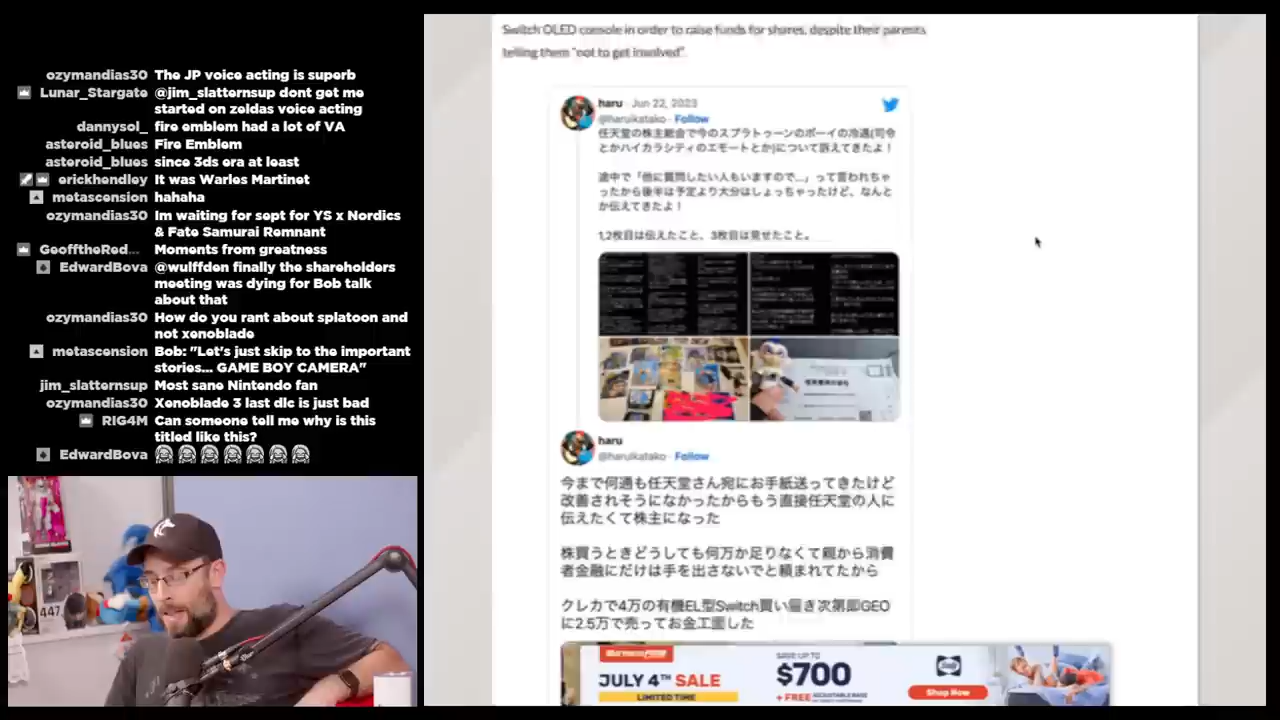 ozymandias30 The JP voice acting is superb
Lunar_Stargate @jim_slatternsup dont get me
started on zeldas voice acting
dannysol_ fire emblem had a lot of VA
asteroid_blues Fire Emblem
asteroid_blues since 3ds era at least
erickhendley It was Warles Martinet
hahaha
ozymandias30 Im waiting for sept for YS x Nordics
& Fate Samurai Remnant
Geoffthered... Moments from greatness
EdwardBova @nulffden finally the shareholders
meeting was dying for Bob talk
about that
ozymandias30 How do you rant about splatoon and
not xenoblade
Bob: "Let's just skip to the important
stories... GAME BOY CAMERA"
jim_slatternsup Most sane Nintendo fan
ozymandias30 Xenoblade 3 last dlc is just bad
Can someone tell me why is this
titled like this?
EdwardBova
447
Switch OLED console in order to raise funds for shares, despite their parents
telling them "not to get involved".
haru · Jun 22, 2023
@haruikatako · Follow
任天堂の株主総会で今のスプラトゥーンのボーイの冷遇(司令
とかハイカラシティのエモートとか)について訴えてきたよ！
途中で「他に質問したい人もいますので…」って言われちゃ
ったから後半は予定より大分はしょっちゃったけど、なんと
か伝えてきたよ！
1,2枚目は伝えたこと、3枚目は見せたこと。
haru
@haruikatako · Follow
今まで何通も任天堂さん宛にお手紙送ってきたけど
改善されそうになかったからもう直接任天堂の人に
伝えたくて株主になった
株買うときどうしても何万か足りなくて親から消費
者金融にだけは手を出さないでと頼まれてたから
クレカで4万の有機EL型Switch買い届き次第即GEO
に2.5万で売ってお金工面した
JULY 4TH SALE
LIMITED TIME
SAVE UP TO
$700
+ FREE ADJUSTABLE BASE
Sealy
Shop Now